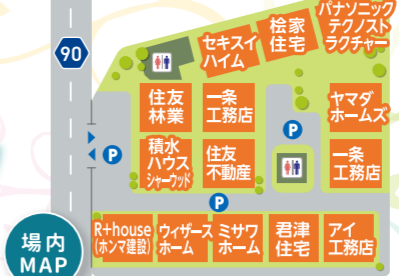 パナソニック
テクノスト
ラクチャー
桧家
住宅
セキスイ
ハイム
90
住友
林業
一条
工務店
ヤマダ
ホームズ
P
積水
ハウス
シャーウッド
住友
不動産
P
一条
工務店
P
R+house
(ホンマ建設)
ウィザース
ホーム
ミサワ
ホーム
君津
住宅
アイ
工務店
場内
MAP